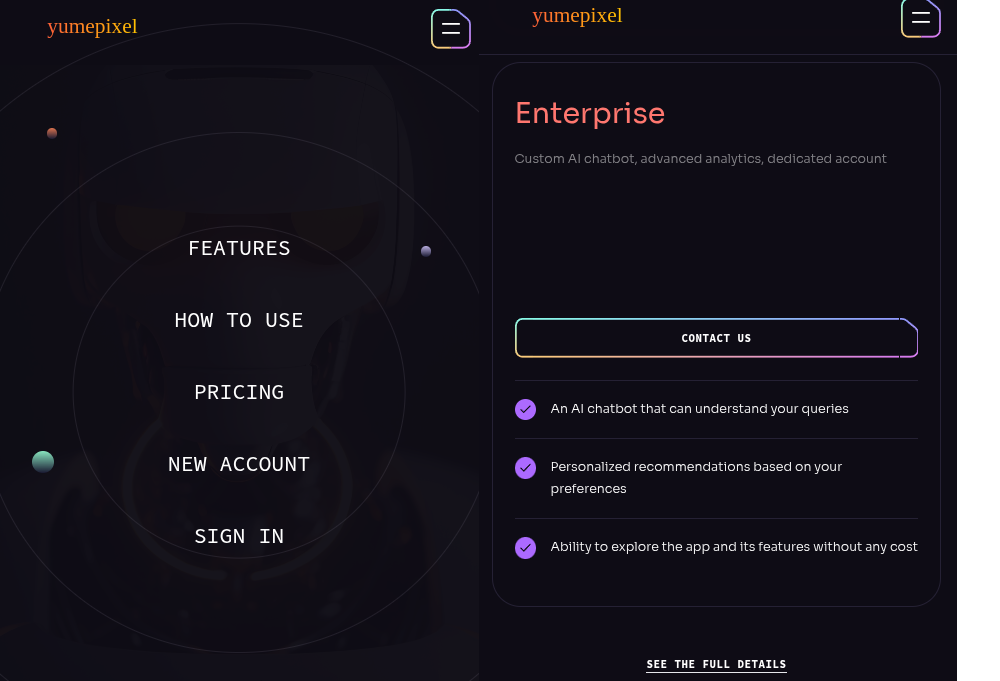 yumepixel
FEATURES
HOW TO USE
PRICING
NEW ACCOUNT
SIGN IN
yumepixel
Enterprise
Custom AI chatbot, advanced analytics, dedicated account
CONTACT US
An AI chatbot that can understand your queries
Personalized recommendations based on your
preferences
Ability to explore the app and its features without any cost
SEE THE FULL DETAILS